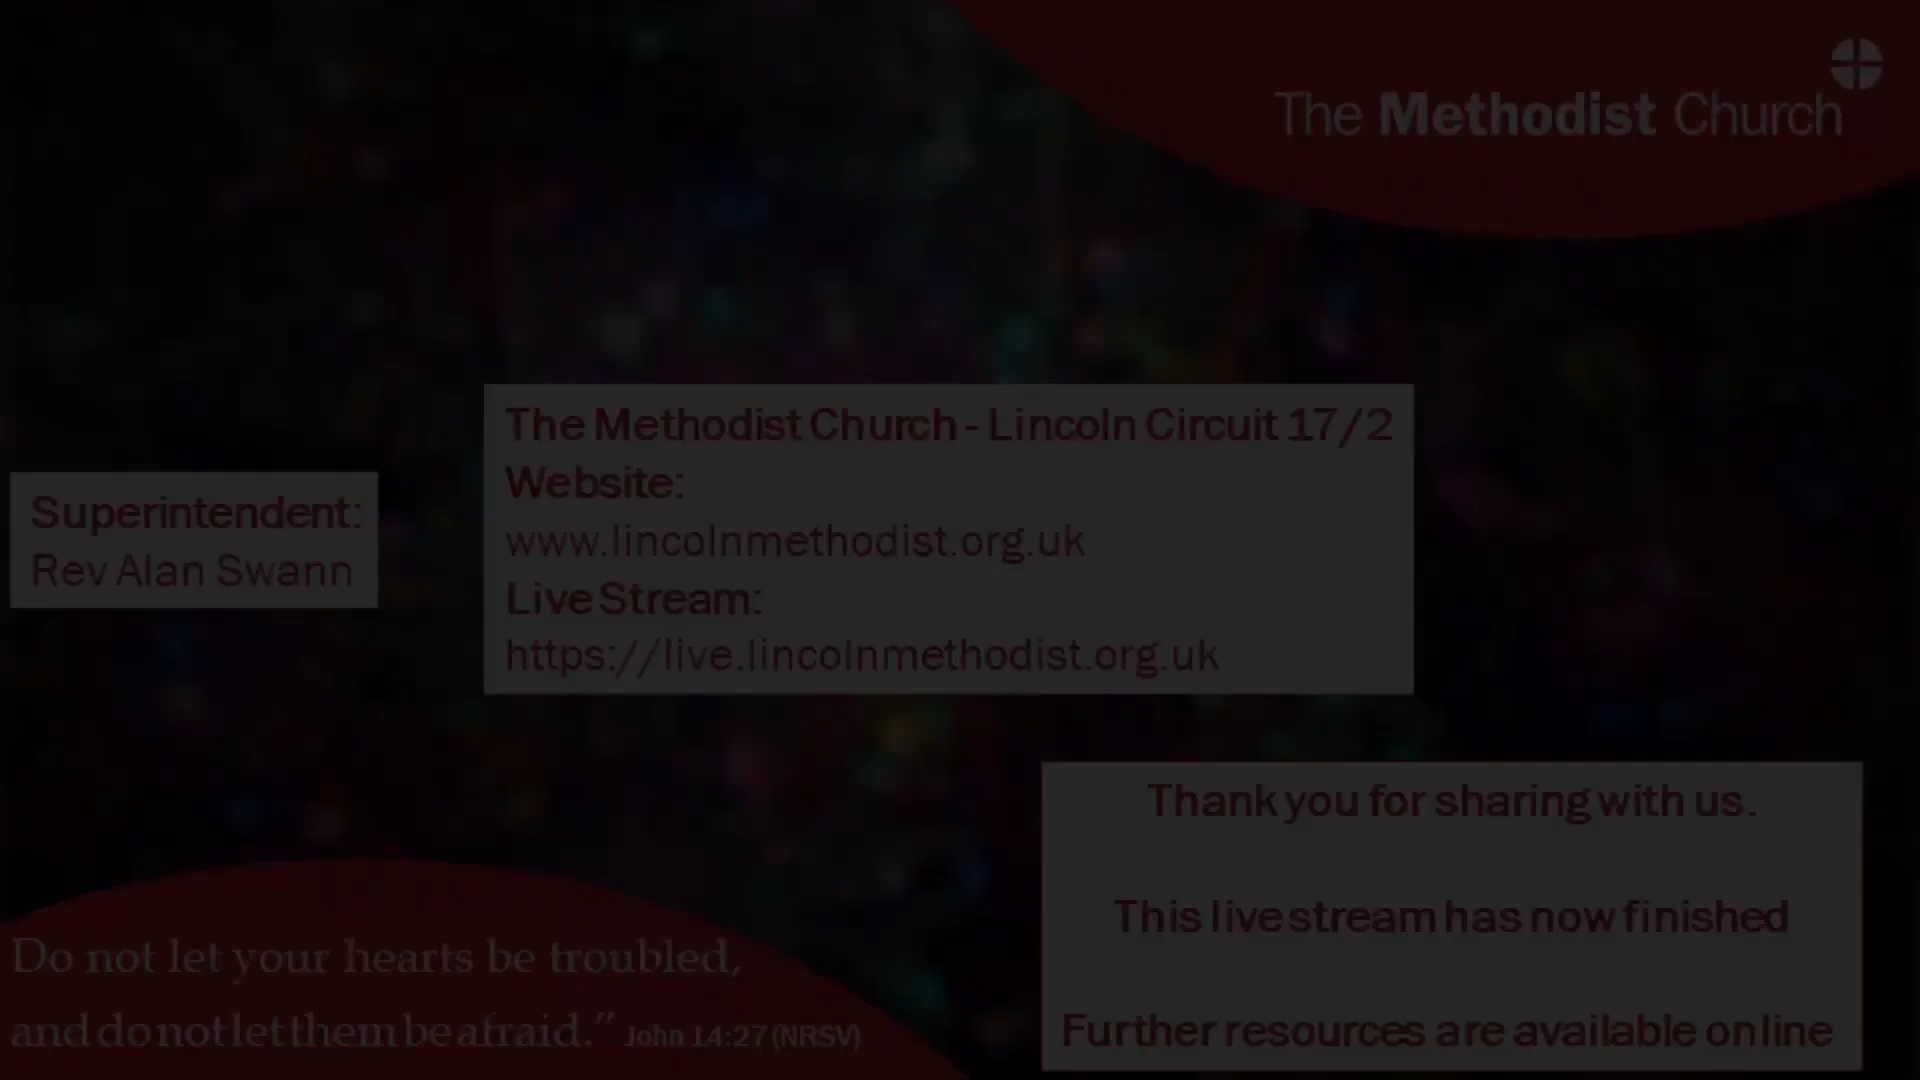 The Methodist Church
The Methodist Church - Lincoln Circuit 17/2
Website:
www.lincolnmethodist.org.uk
Live Stream:
https://live.lincolnmethodist.org.uk
Superintendent:
Rev Alan Swann
Thank you for sharing with us.
This live stream has now finished
Further resources are available online
Do not let your hearts be troubled,
and do not let them be afraid.” John 14:27 (NRSV)